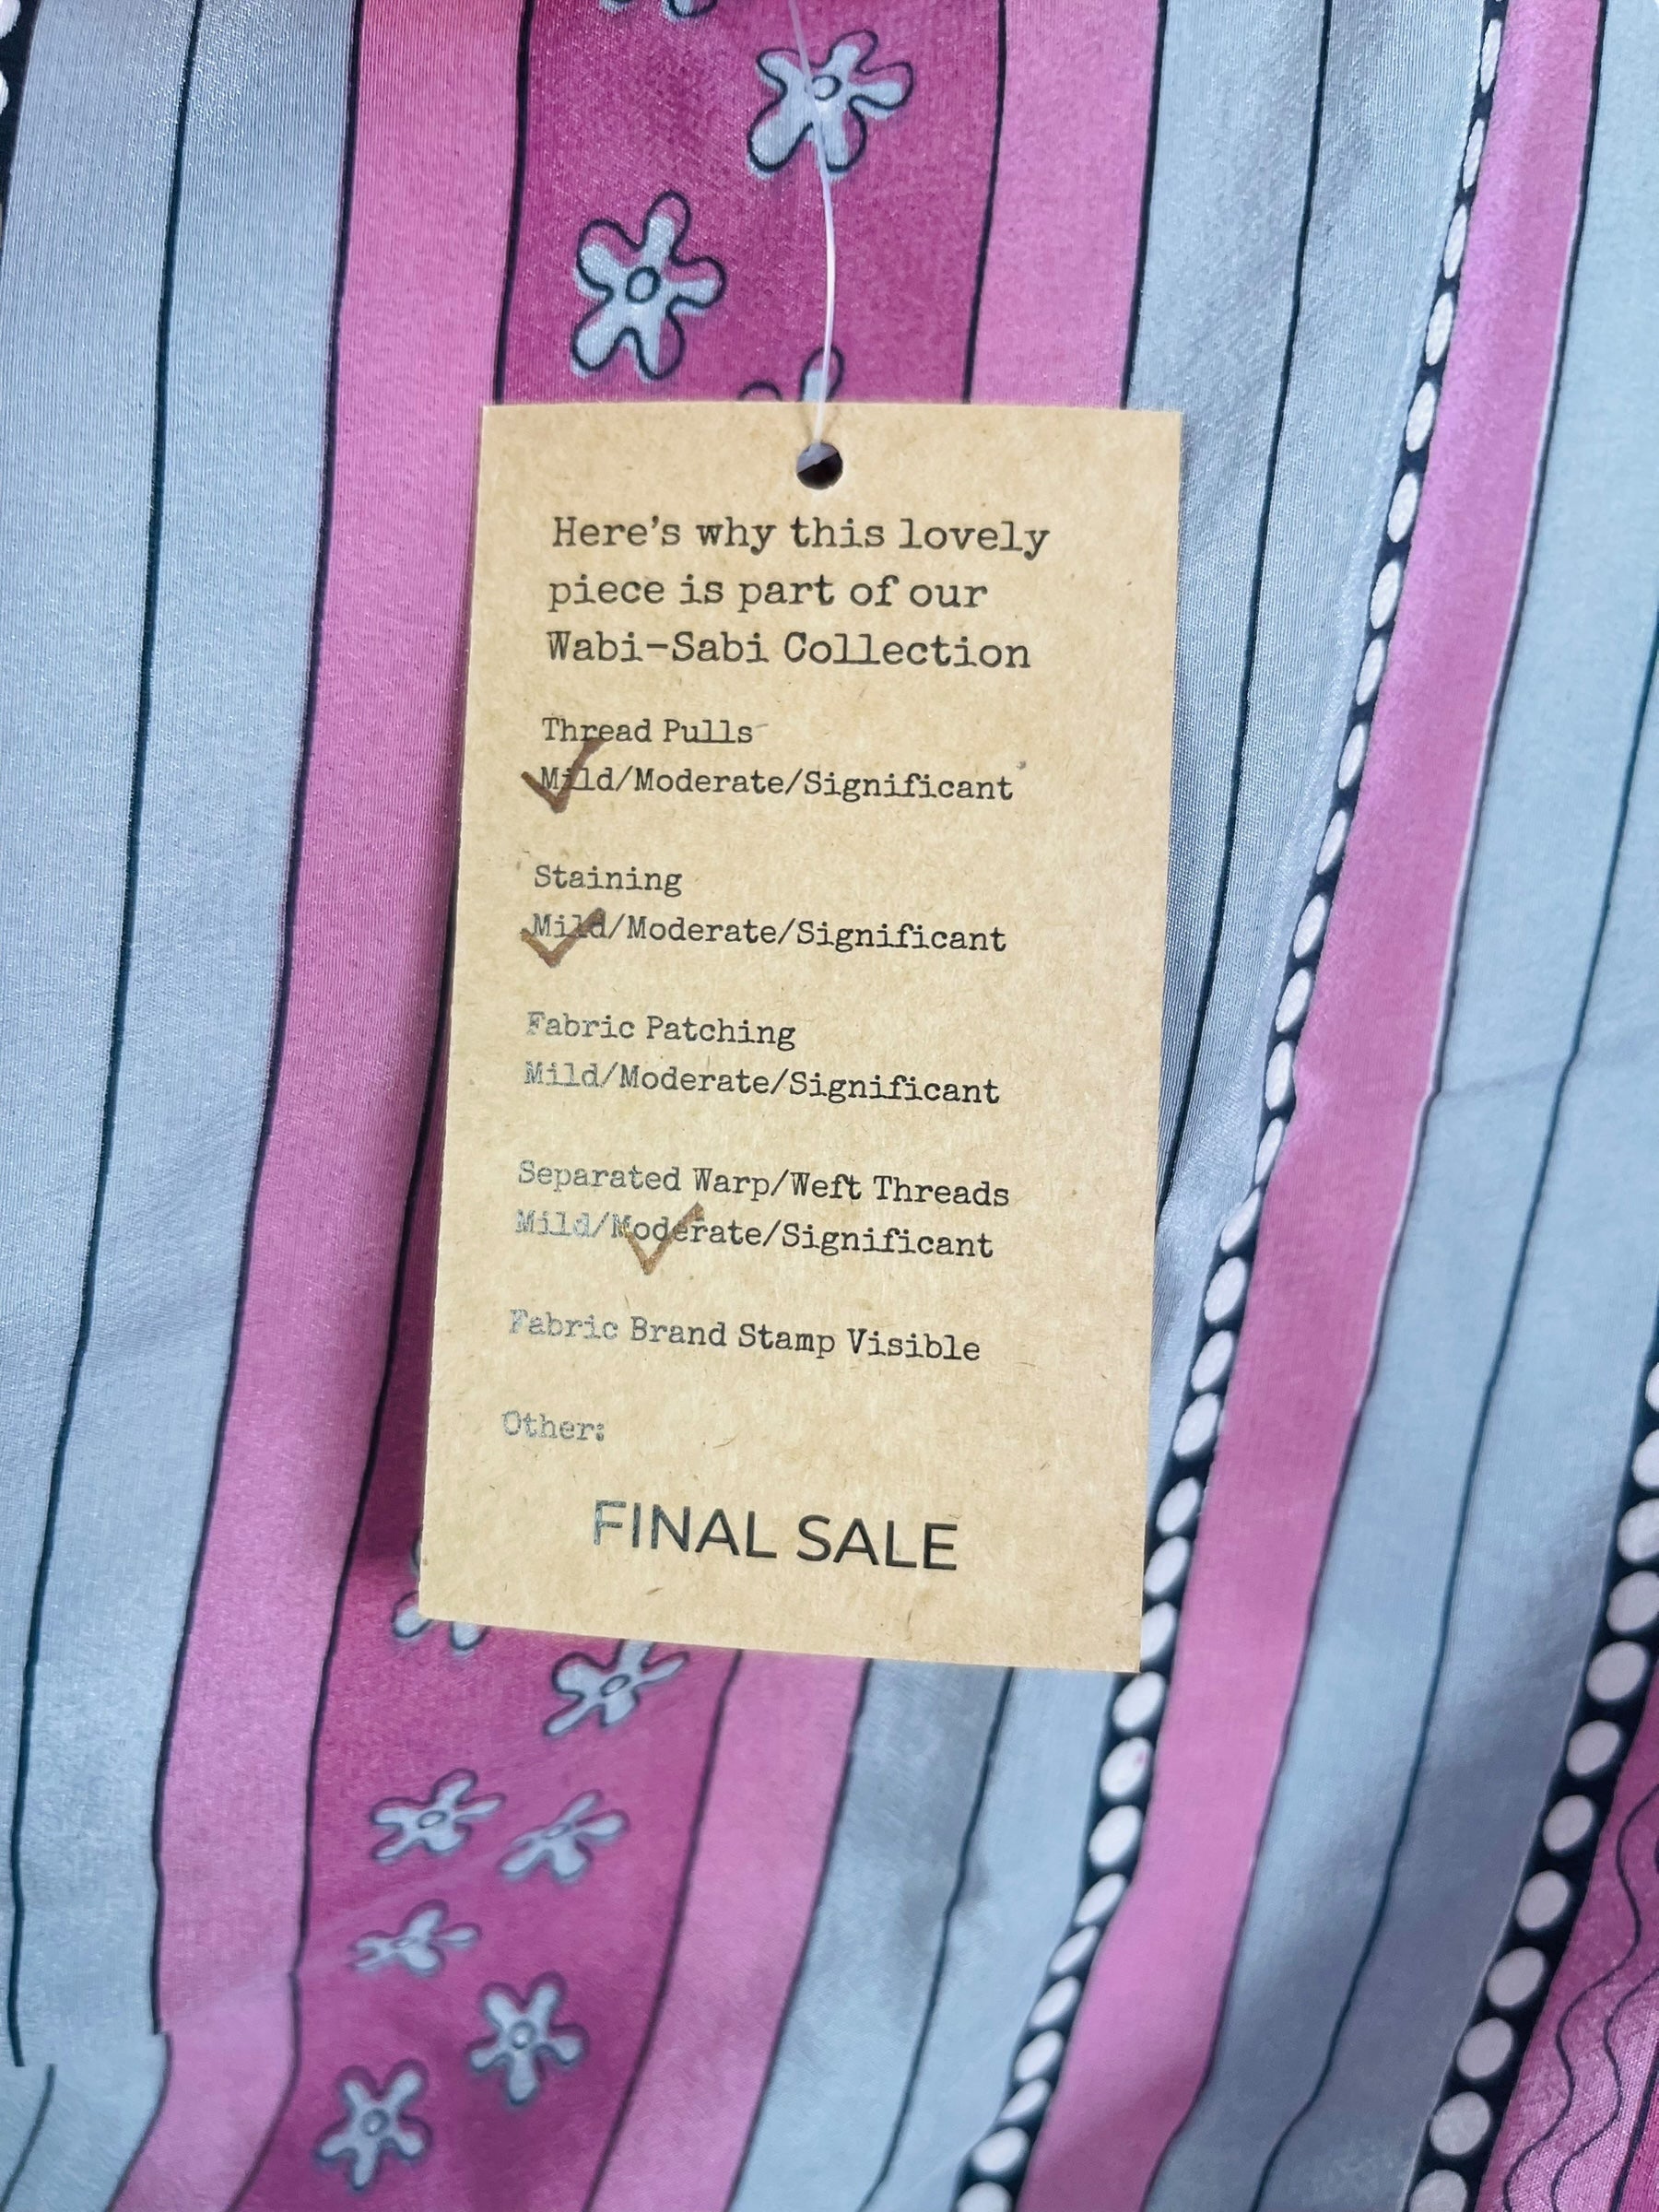 Here's why this lovely
piece is part of our
Wabi-Sabi Collection
Thread Pulls
Mild/Moderate/Significant
Staining
Mild/Moderate/Significant
Fabric Patching
Mild/Moderate/Significant
Separated Warp/Weft Threads
Mild/Moderate/Significant
Fabric Brand Stamp Visible
Other:
FINAL SALE